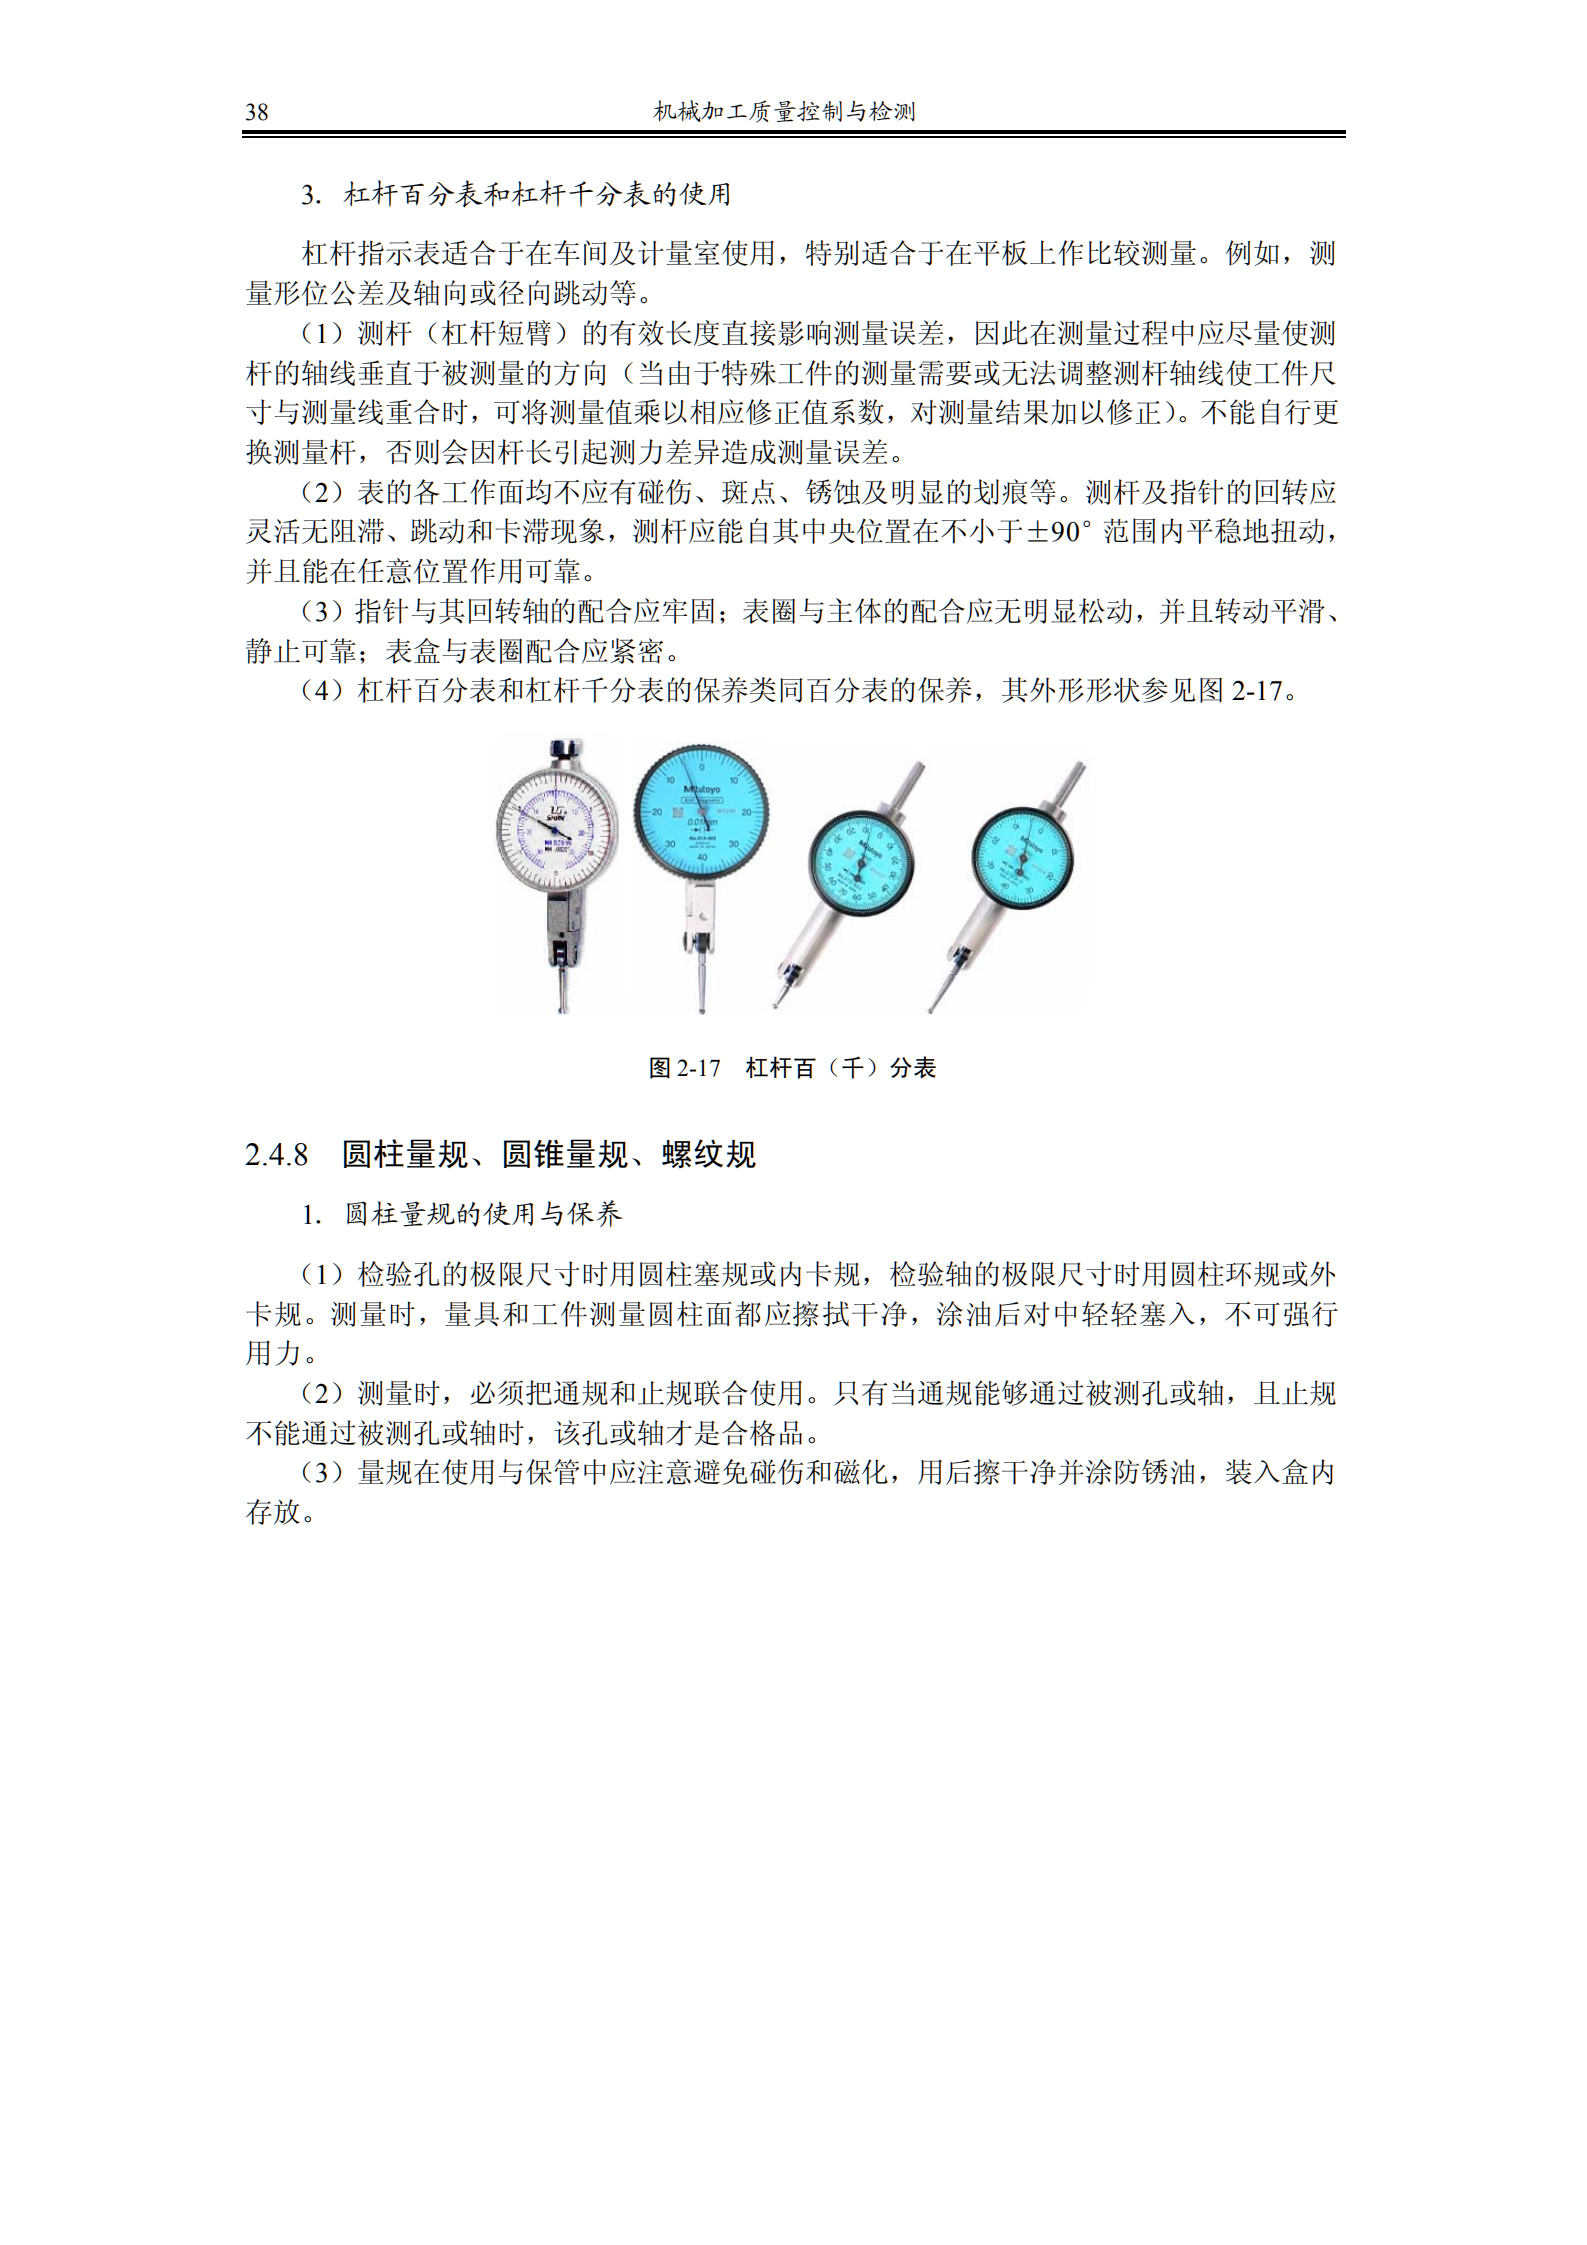 38
机械加工质量控制与检测
3．杠杆百分表和杠杆千分表的使用
杠杆指示表适合于在车间及计量室使用，特别适合于在平板上作比较测量。例如，测
量形位公差及轴向或径向跳动等。
（1）测杆（杠杆短臂）的有效长度直接影响测量误差，因此在测量过程中应尽量使测
杆的轴线垂直于被测量的方向（当由于特殊工件的测量需要或无法调整测杆轴线使工件尺
寸与测量线重合时，可将测量值乘以相应修正值系数，对测量结果加以修正）。不能自行更
换测量杆，否则会因杆长引起测力差异造成测量误差。
（2）表的各工作面均不应有碰伤、斑点、锈蚀及明显的划痕等。测杆及指针的回转应
灵活无阻滞、跳动和卡滞现象，测杆应能自其中央位置在不小于±90°范围内平稳地扭动，
并且能在任意位置作用可靠。
（3）指针与其回转轴的配合应牢固；表圈与主体的配合应无明显松动，并且转动平滑、
静止可靠；表盒与表圈配合应紧密。
（4）杠杆百分表和杠杆千分表的保养类同百分表的保养，其外形形状参见图 2-17。
0
10 10
Mitutoyo
20 20
0.01mm
30 30
40
Mitutoyo
Mitutoyo
图 2-17 杠杆百（千）分表
2.4.8 圆柱量规、圆锥量规、螺纹规
1．圆柱量规的使用与保养
（1）检验孔的极限尺寸时用圆柱塞规或内卡规，检验轴的极限尺寸时用圆柱环规或外
卡规。测量时，量具和工件测量圆柱面都应擦拭干净，涂油后对中轻轻塞入，不可强行
用力。
（2）测量时，必须把通规和止规联合使用。只有当通规能够通过被测孔或轴，且止规
不能通过被测孔或轴时，该孔或轴才是合格品。
（3）量规在使用与保管中应注意避免碰伤和磁化，用后擦干净并涂防锈油，装入盒内
存放。